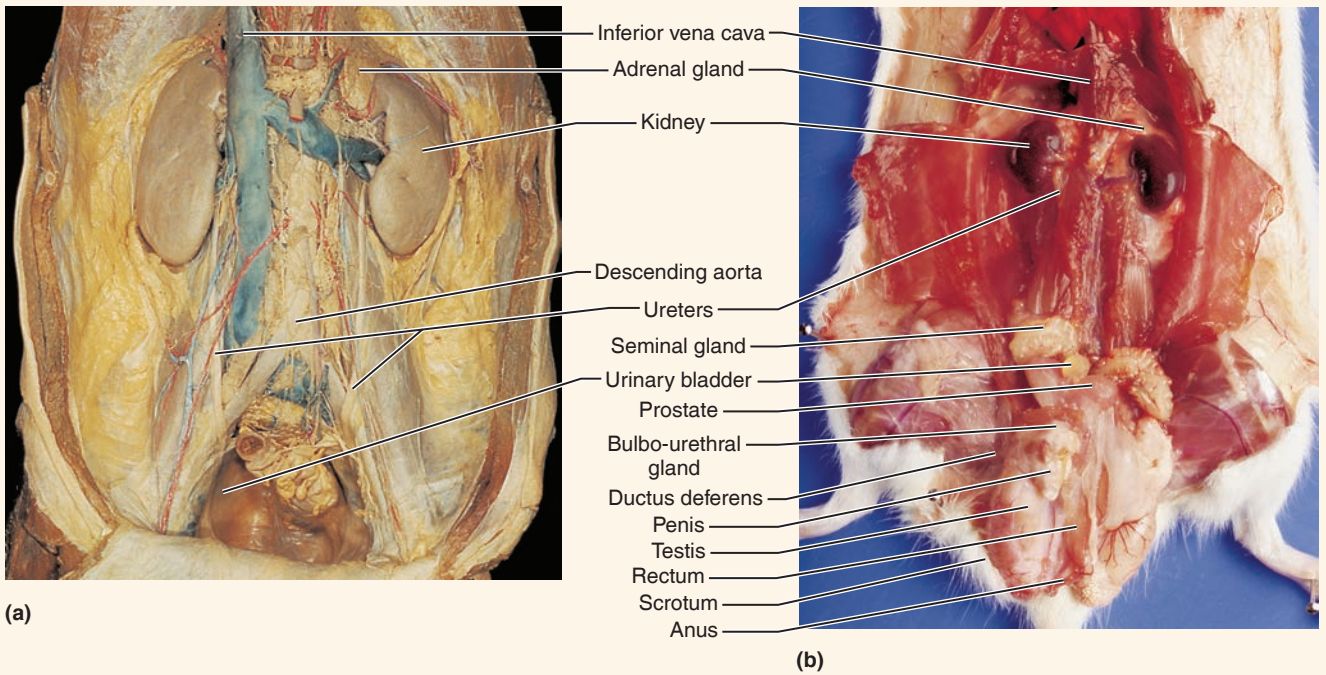 Inferior vena cava
Adrenal gland
Kidney
Descending aorta
Ureters
Seminal gland
Urinary bladder
Prostate
Bulbo-urethral
gland
Ductus deferens
Penis
Testis
Rectum
Scrotum
Anus
(a)
(b)